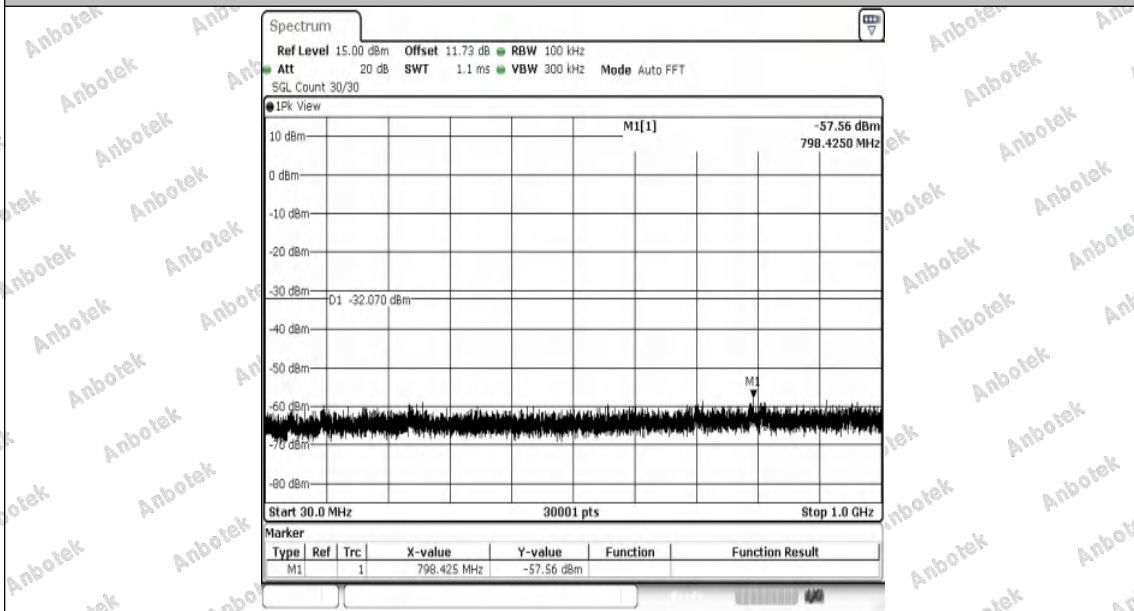 Spectrum
Ref Level 15.00 dBm Offset 11.73 dB RBW 100 kHz
Att 20 dB SWT 1.1 ms VBW 300 kHz Mode Auto FFT
SGL Count 30/30
1Pk View
M1[1] -57.56 dBm
798.4250 MHz
10 dBm
0 dBm
-10 dBm
-20 dBm
-30 dBm
D1 -32.070 dBm
-40 dBm
-50 dBm
M1
-60 dBm
-70 dBm
-80 dBm
Start 30.0 MHz 30001 pts Stop 1.0 GHz
Marker
Type Ref Trc X-value Y-value Function Function Result
M1 1 798.425 MHz -57.56 dBm
Anbotek